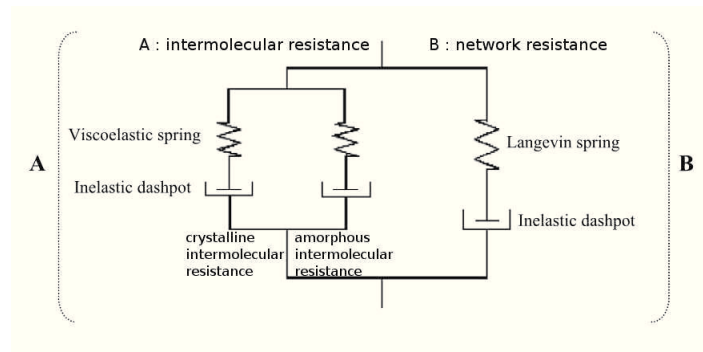 A : intermolecular resistance
B : network resistance
Viscoelastic spring
Langevin spring
A
B
Inelastic dashpot
Inelastic dashpot
crystalline
intermolecular
resistance
amorphous
intermolecular
resistance